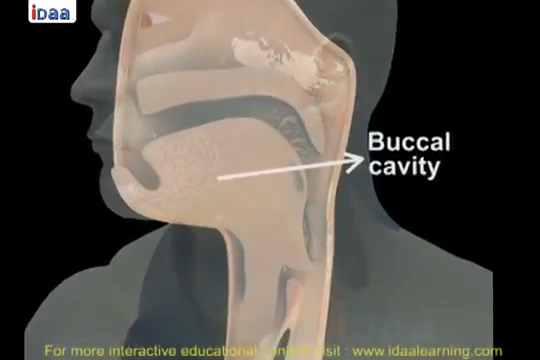 iDaa
Buccal
cavity
For more interactive educational content visit : www.idaalearning.com